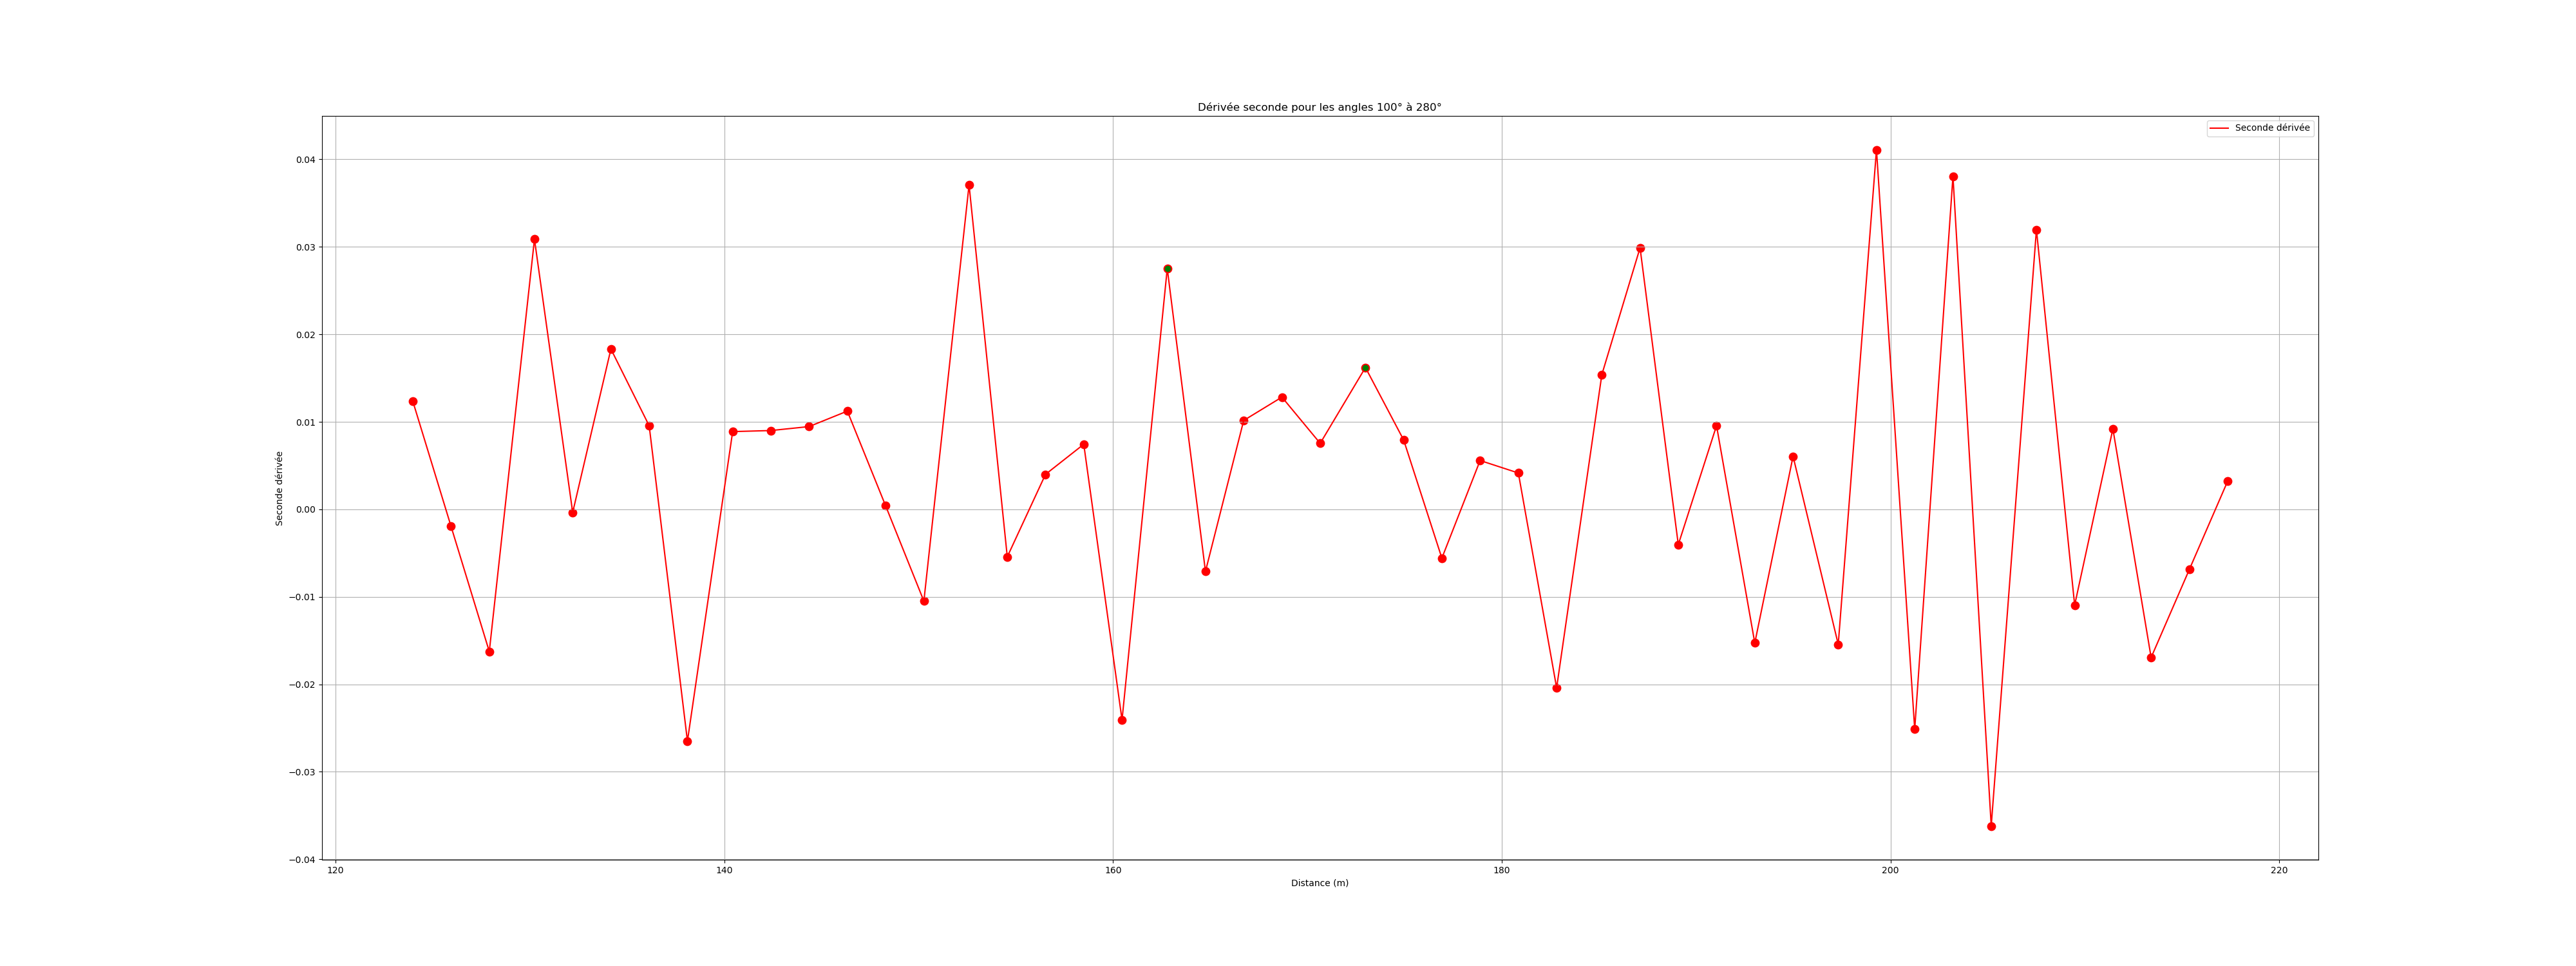 Dérivée seconde pour les angles 100° à 280°
Seconde dérivée
0.04
0.03
0.02
0.01
0.00
−0.01
−0.02
−0.03
−0.04
Seconde dérivée
120 140 160 180 200 220
Distance (m)